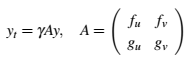 y_t = γAy,   A = ( f_u  f_v
                   g_u  g_v )